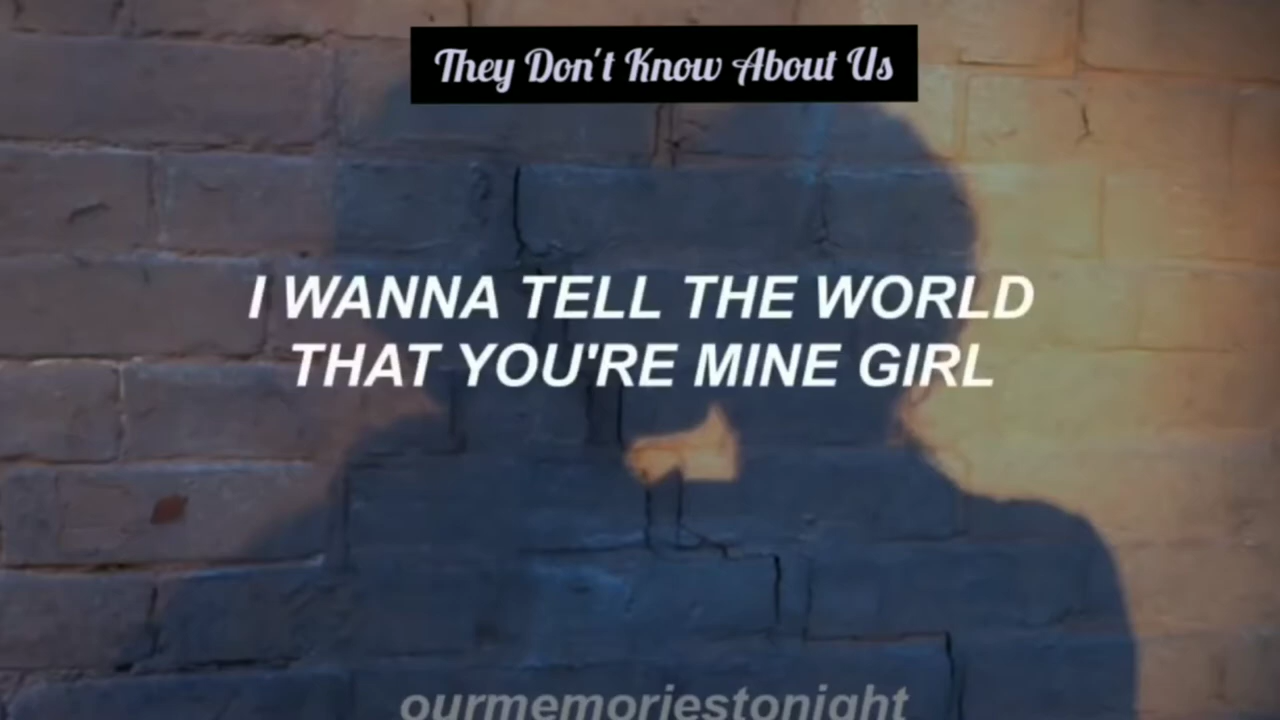 They Don't Know About Us
I WANNA TELL THE WORLD
THAT YOU'RE MINE GIRL
ourmemoriestonight